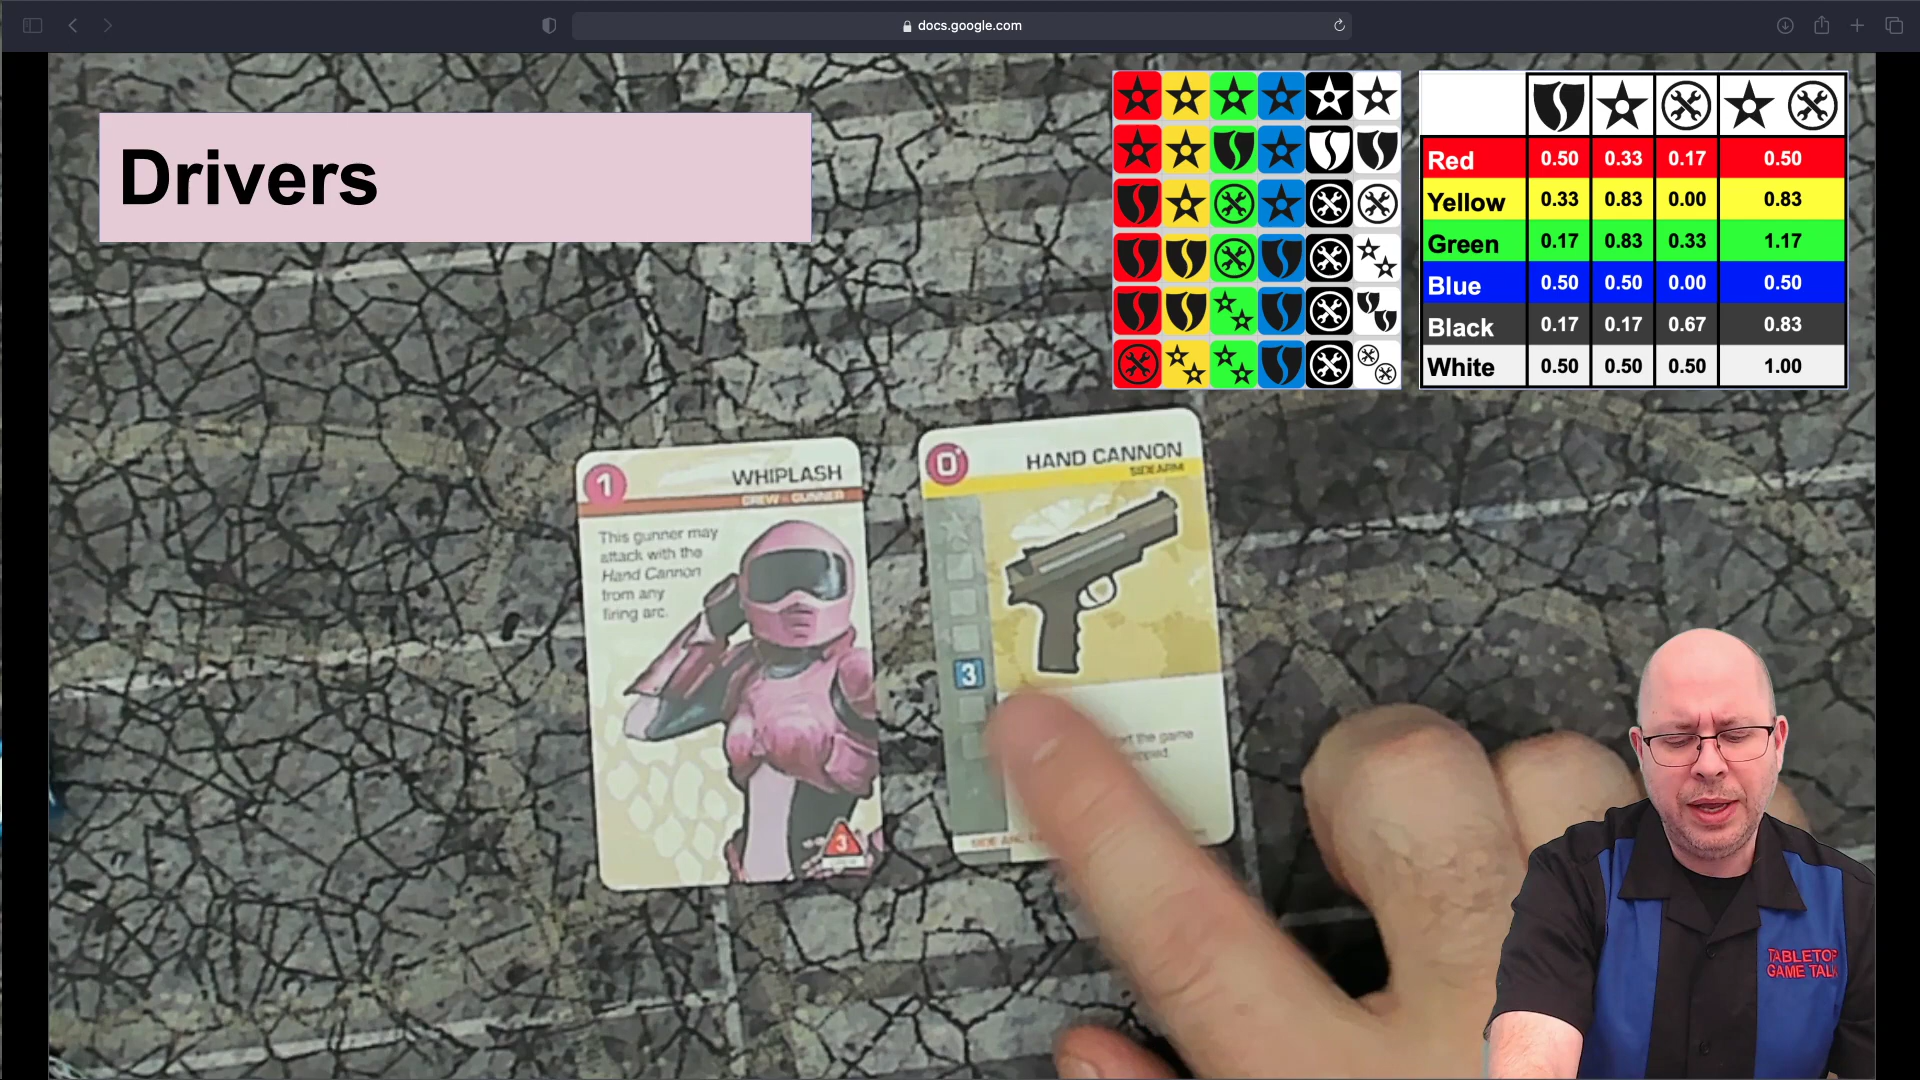 docs.google.com
Drivers
Red 0.50 0.33 0.17 0.50
Yellow 0.33 0.83 0.00 0.83
Green 0.17 0.83 0.33 1.17
Blue 0.50 0.50 0.00 0.50
Black 0.17 0.17 0.67 0.83
White 0.50 0.50 0.50 1.00
1
WHIPLASH
CREW - GUNNER
This gunner may
attack with the
Hand Cannon
from any
firing arc.
3
0
HAND CANNON
SIDEARM
3
the game
SIDE ARC
TABLETOP
GAME TALK